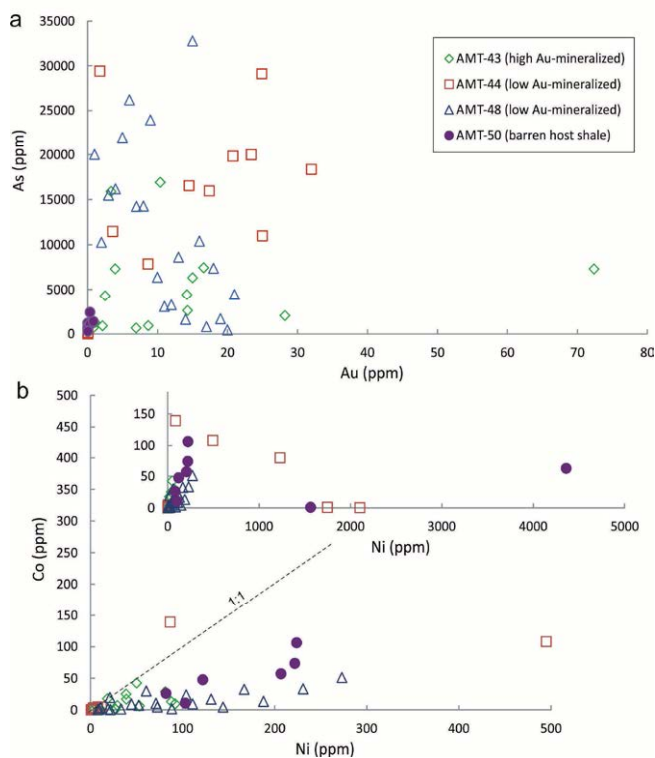 a
35000
30000
25000
20000
15000
10000
5000
0
As (ppm)
AMT-43 (high Au-mineralized)
AMT-44 (low Au-mineralized)
AMT-48 (low Au-mineralized)
AMT-50 (barren host shale)
0 10 20 30 40 50 60 70 80
Au (ppm)
b
500
450
400
350
300
250
200
150
100
50
0
Co (ppm)
150
100
50
0
0 1000 2000 3000 4000 5000
Ni (ppm)
1:1
0 100 200 300 400 500
Ni (ppm)